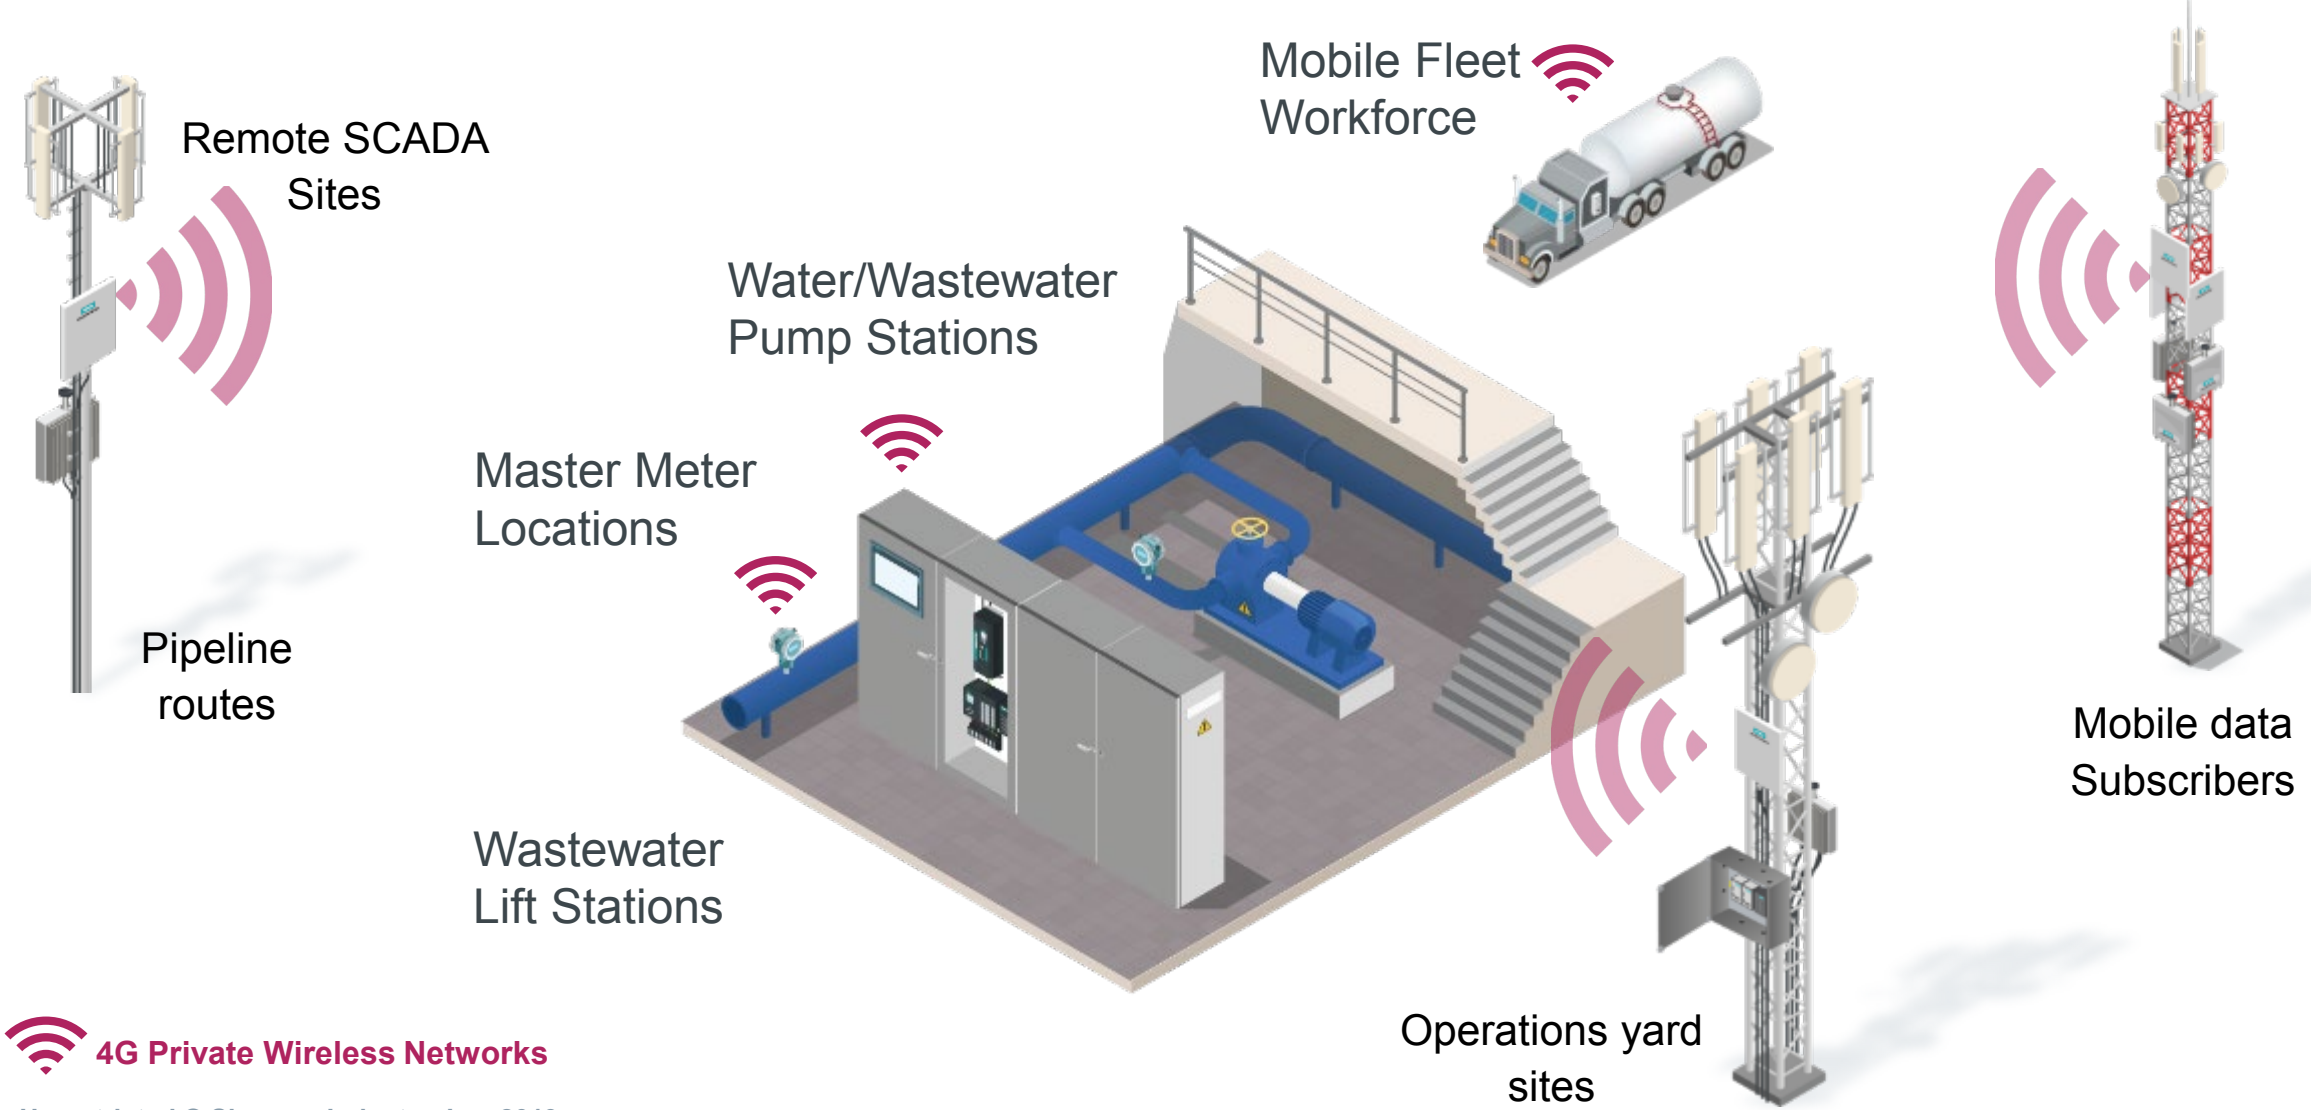 Mobile Fleet
Workforce
Remote SCADA
Sites
Water/Wastewater
Pump Stations
Master Meter
Locations
Pipeline
routes
Mobile data
Subscribers
Wastewater
Lift Stations
Operations yard
sites
4G Private Wireless Networks